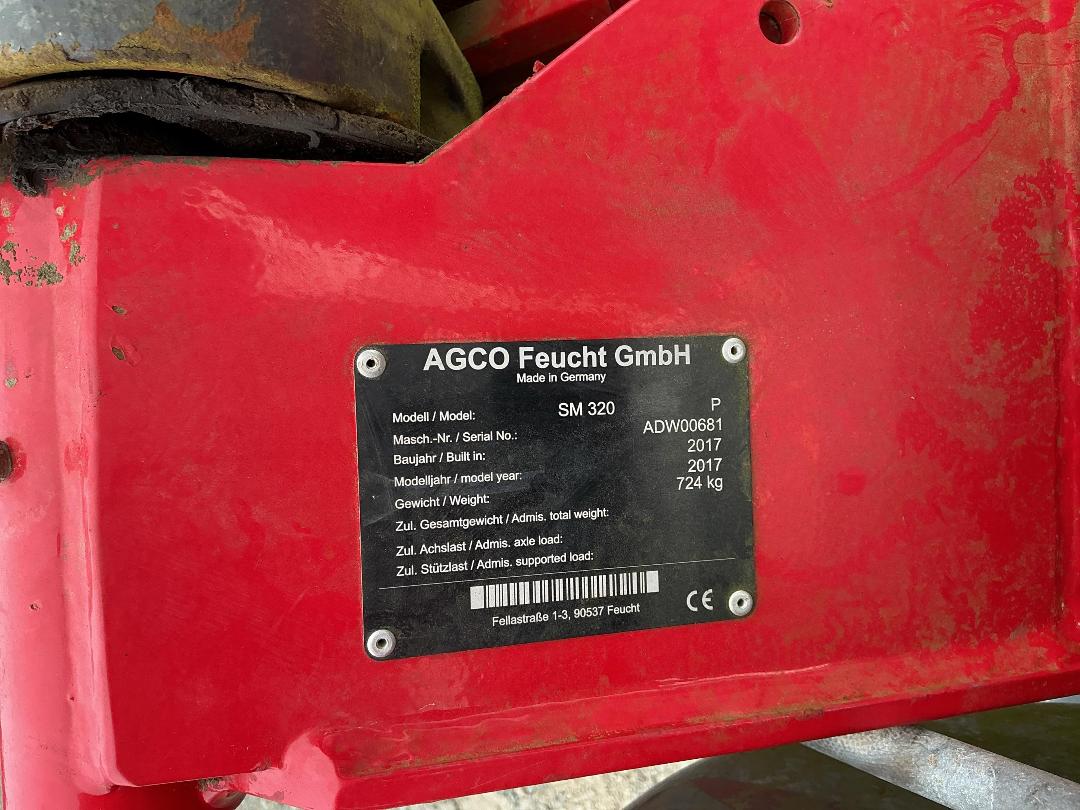 AGCO Feucht GmbH
Made in Germany
Modell / Model: SM 320 P
Masch.-Nr. / Serial No.: ADW00681
Baujahr / Built in: 2017
Modelljahr / model year: 2017
Gewicht / Weight: 724 kg
Zul. Gesamtgewicht / Admis. total weight:
Zul. Achslast / Admis. axle load:
Zul. Stützlast / Admis. supported load:
Fellastraße 1-3, 90537 Feucht
CE